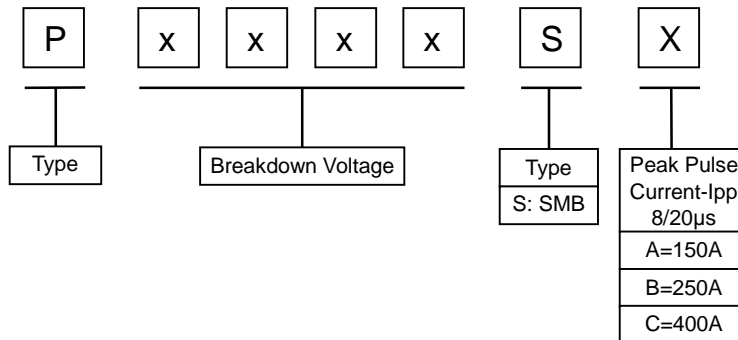 P x x x x S X
Type
Breakdown Voltage
Type
S: SMB
Peak Pulse
Current-Ipp
8/20µs
A=150A
B=250A
C=400A